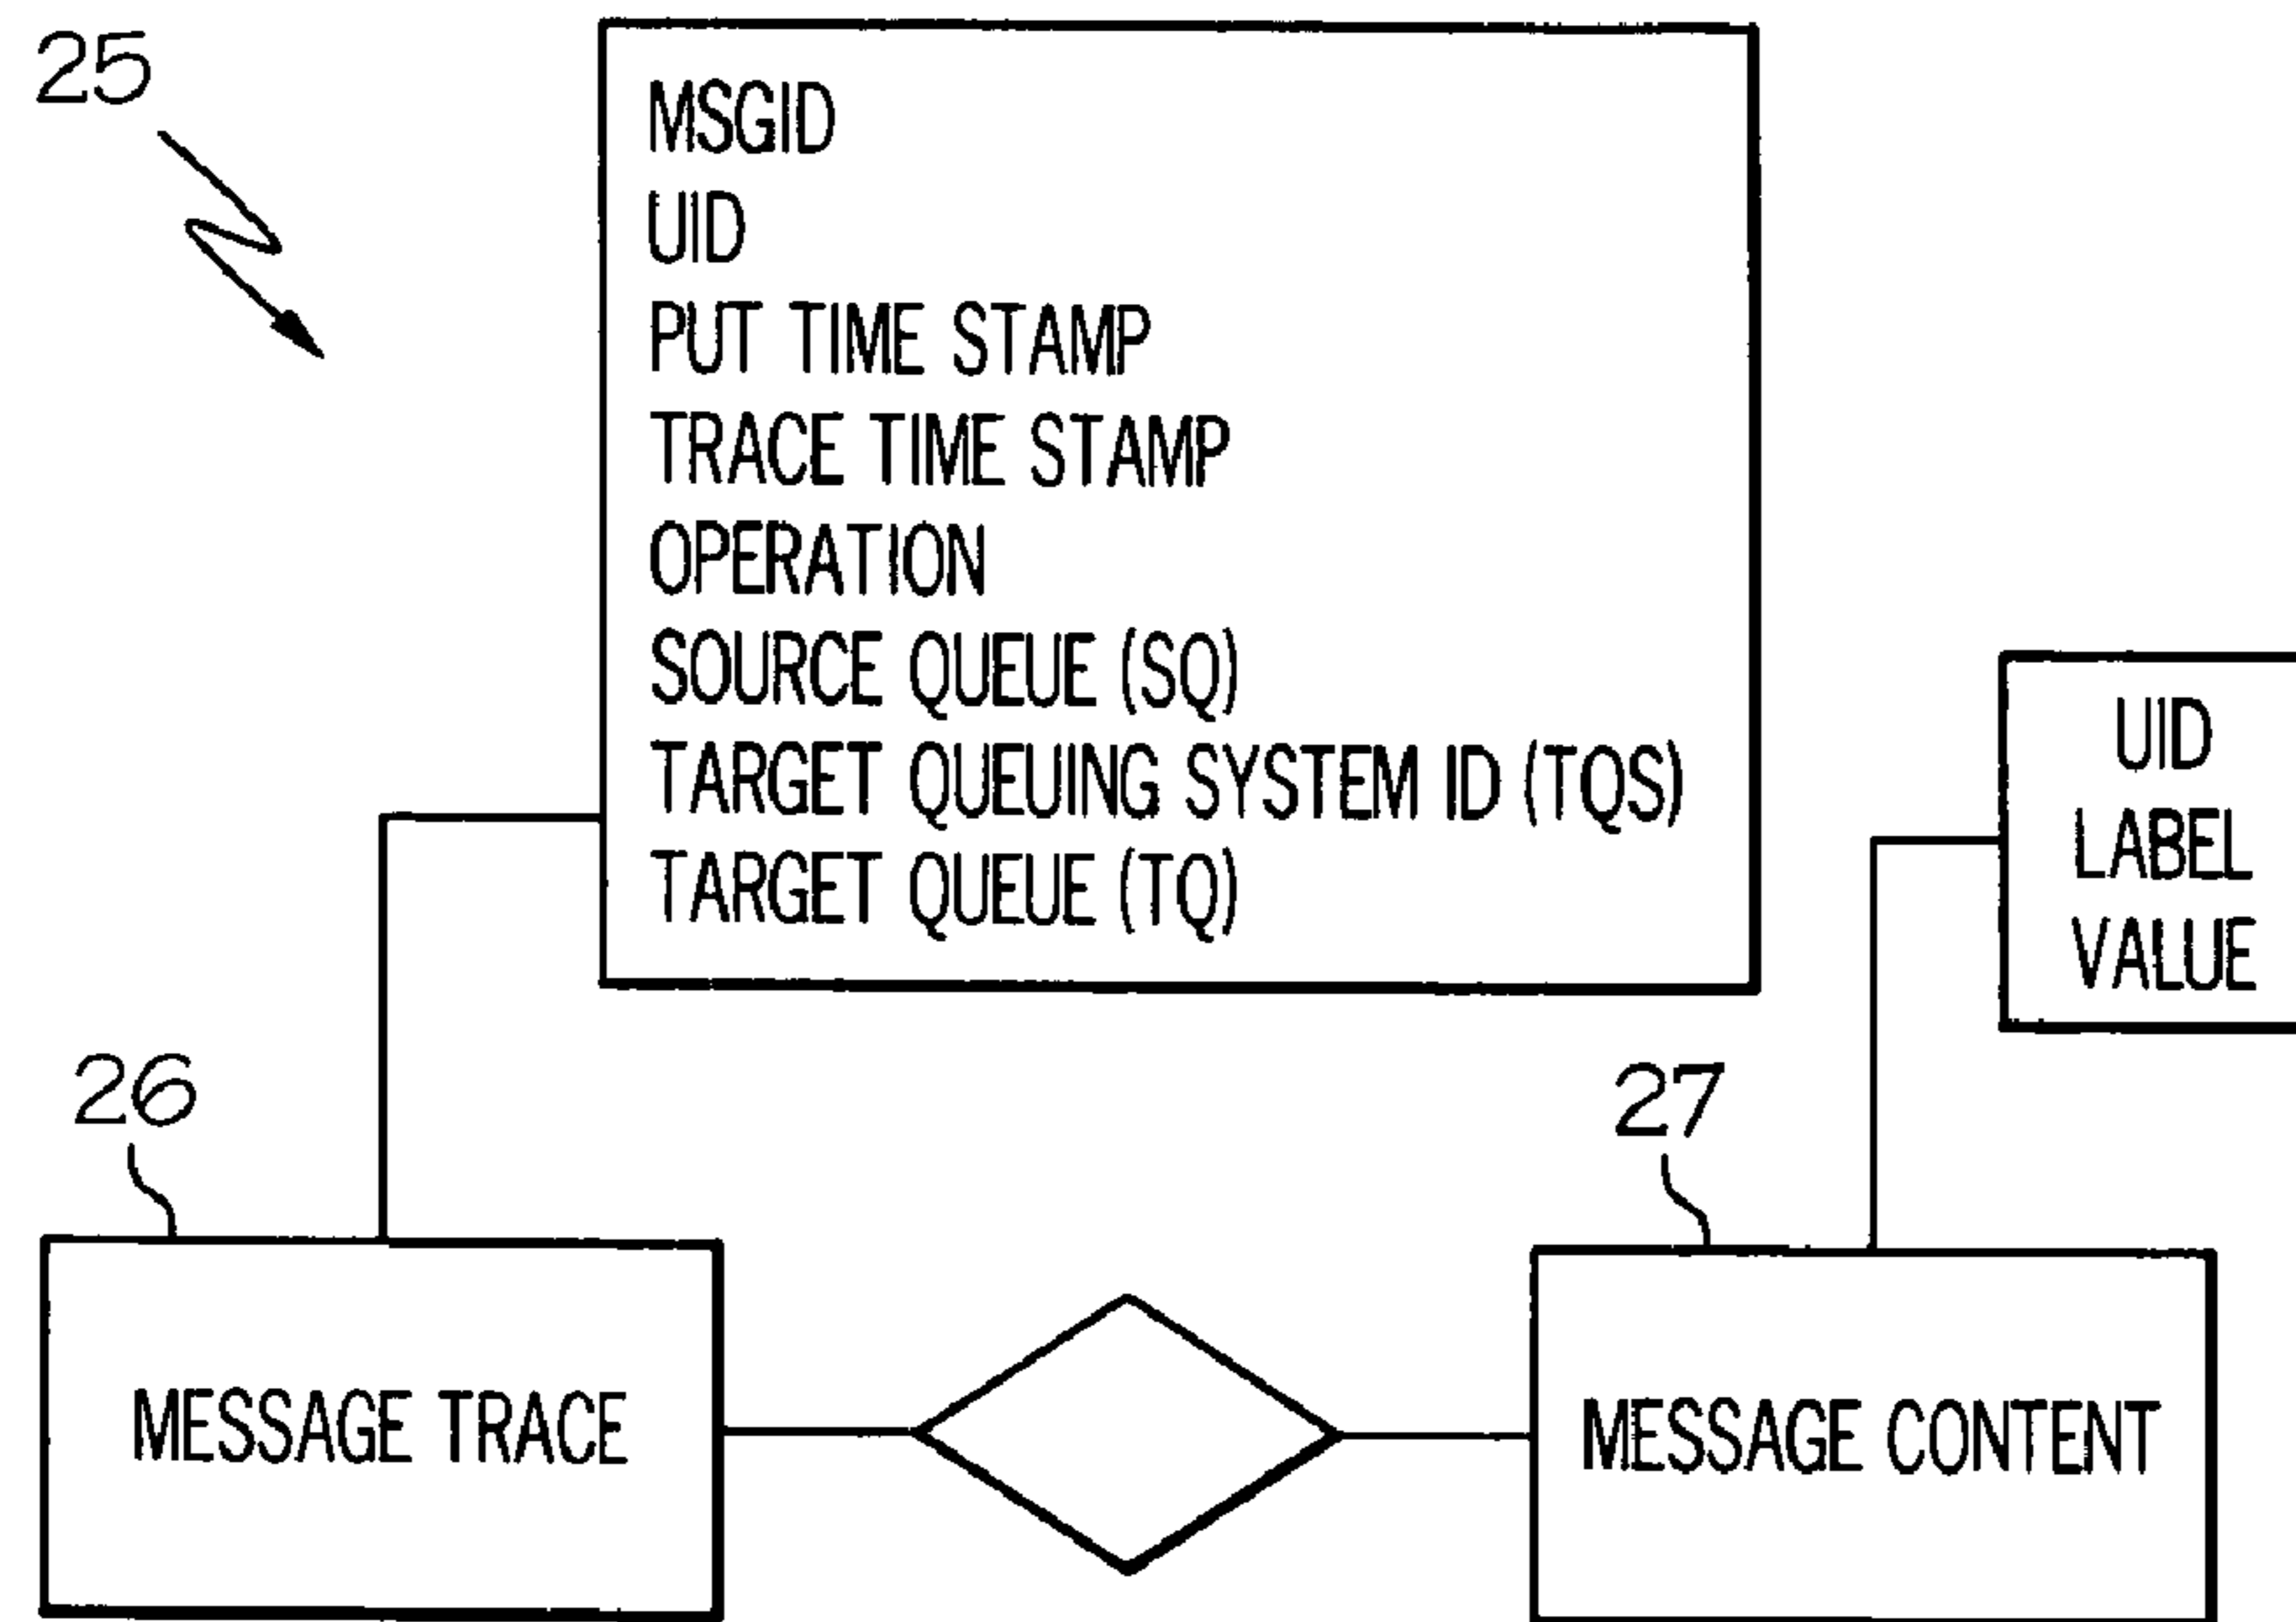 25
MSGID
UID
PUT TIME STAMP
TRACE TIME STAMP
OPERATION
SOURCE QUEUE (SQ)
TARGET QUEUING SYSTEM ID (TQS)
TARGET QUEUE (TQ)
UID
LABEL
VALUE
26
27
MESSAGE TRACE
MESSAGE CONTENT